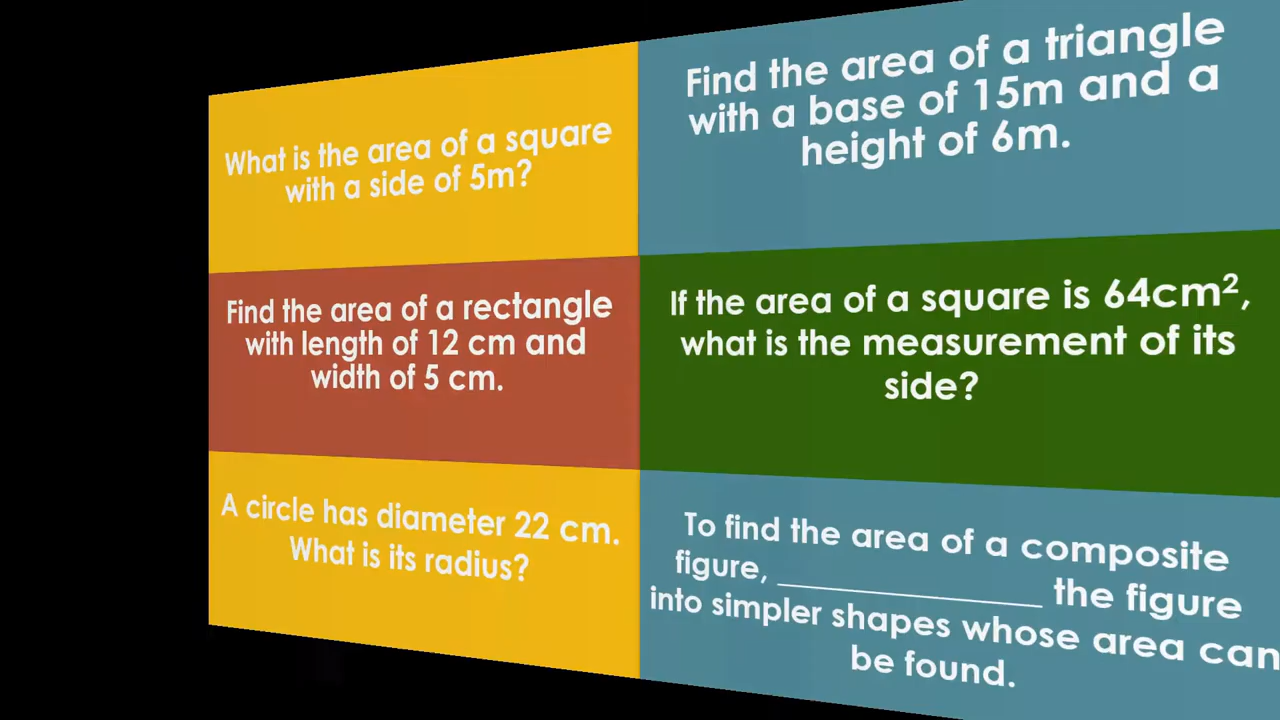 What is the area of a square
with a side of 5m?
Find the area of a triangle
with a base of 15m and a
height of 6m.
Find the area of a rectangle
with length of 12 cm and
width of 5 cm.
If the area of a square is 64cm²,
what is the measurement of its
side?
A circle has diameter 22 cm.
What is its radius?
To find the area of a composite
figure, ______________ the figure
into simpler shapes whose area can
be found.